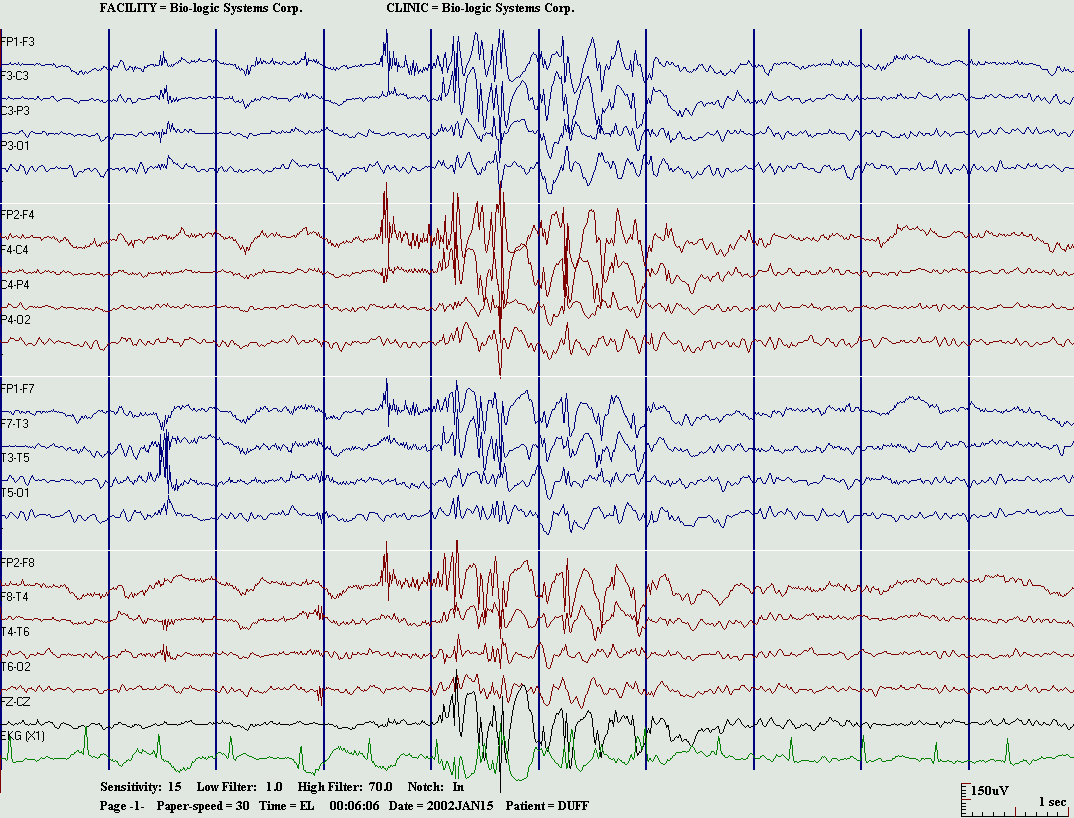 FACILITY = Bio-logic Systems Corp. CLINIC = Bio-logic Systems Corp.
FP1-F3
F3-C3
C3-P3
P3-O1
FP2-F4
F4-C4
C4-P4
P4-O2
FP1-F7
F7-T3
T3-T5
T5-O1
FP2-F8
F8-T4
T4-T6
T6-O2
FZ-CZ
EKG (X1)
Sensitivity: 15 Low Filter: 1.0 High Filter: 70.0 Notch: In
150uV
1 sec
Page -1- Paper-speed = 30 Time = EL 00:06:06 Date = 2002JAN15 Patient = DUFF